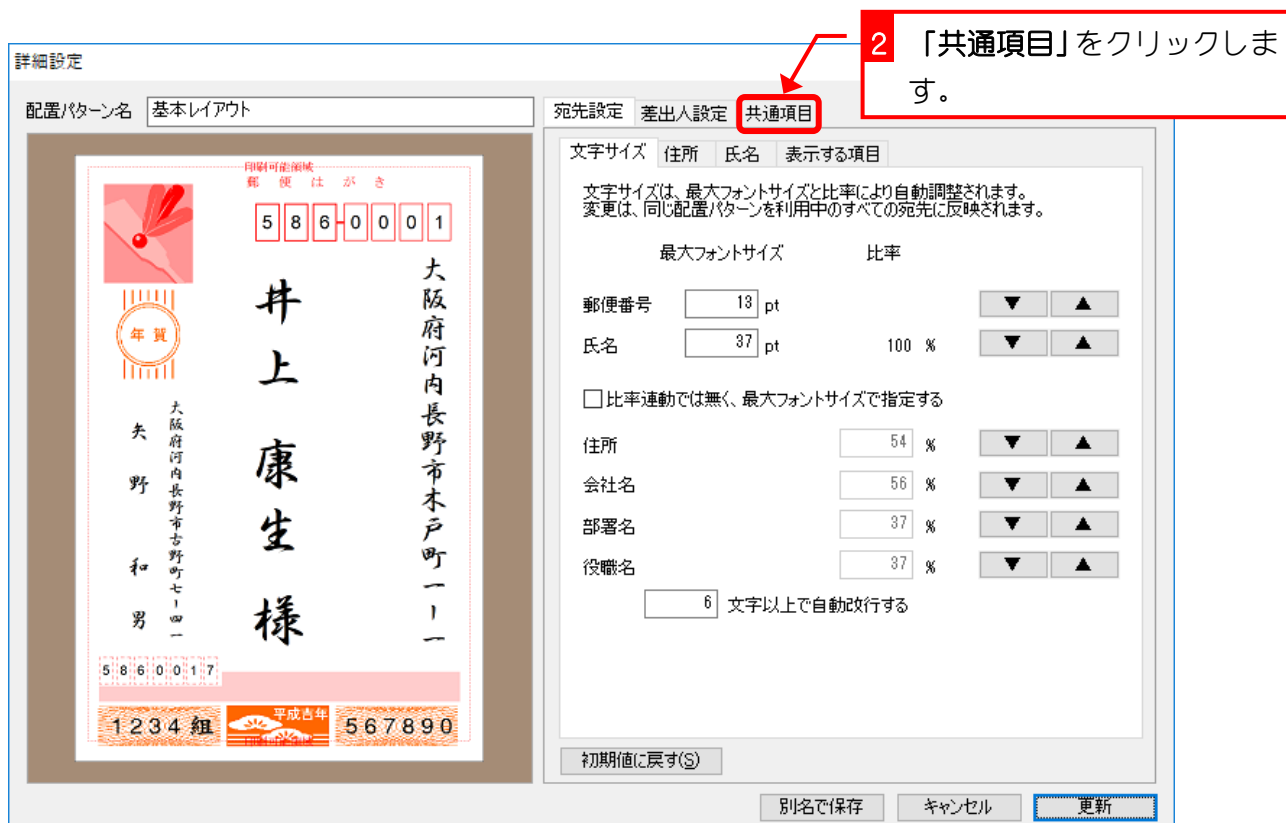 2 「共通項目」をクリックしま
す。
詳細設定
配置パターン名 基本レイアウト
宛先設定 差出人設定 共通項目
文字サイズ 住所 氏名 表示する項目
文字サイズは、最大フォントサイズと比率により自動調整されます。
変更は、同じ配置パターンを利用中のすべての宛先に反映されます。
最大フォントサイズ 比率
郵便番号 13 pt ▼ ▲
氏名 37 pt 100 % ▼ ▲
比率連動では無く、最大フォントサイズで指定する
住所 54 % ▼ ▲
会社名 56 % ▼ ▲
部署名 37 % ▼ ▲
役職名 37 % ▼ ▲
6 文字以上で自動改行する
初期値に戻す(S)
別名で保存 キャンセル 更新
印刷可能領域
郵便はがき
586-0001
大阪府河内長野市木戸町一ー一
井上 康生 様
年賀
大阪府河内長野市古野町七ー四一
矢野 和男
5860017
1234組 平成吉年 567890
印刷可能領域